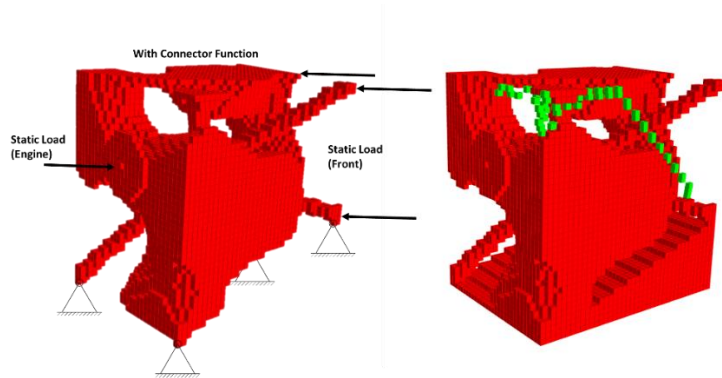 With Connector Function
Static Load
(Engine)
Static Load
(Front)